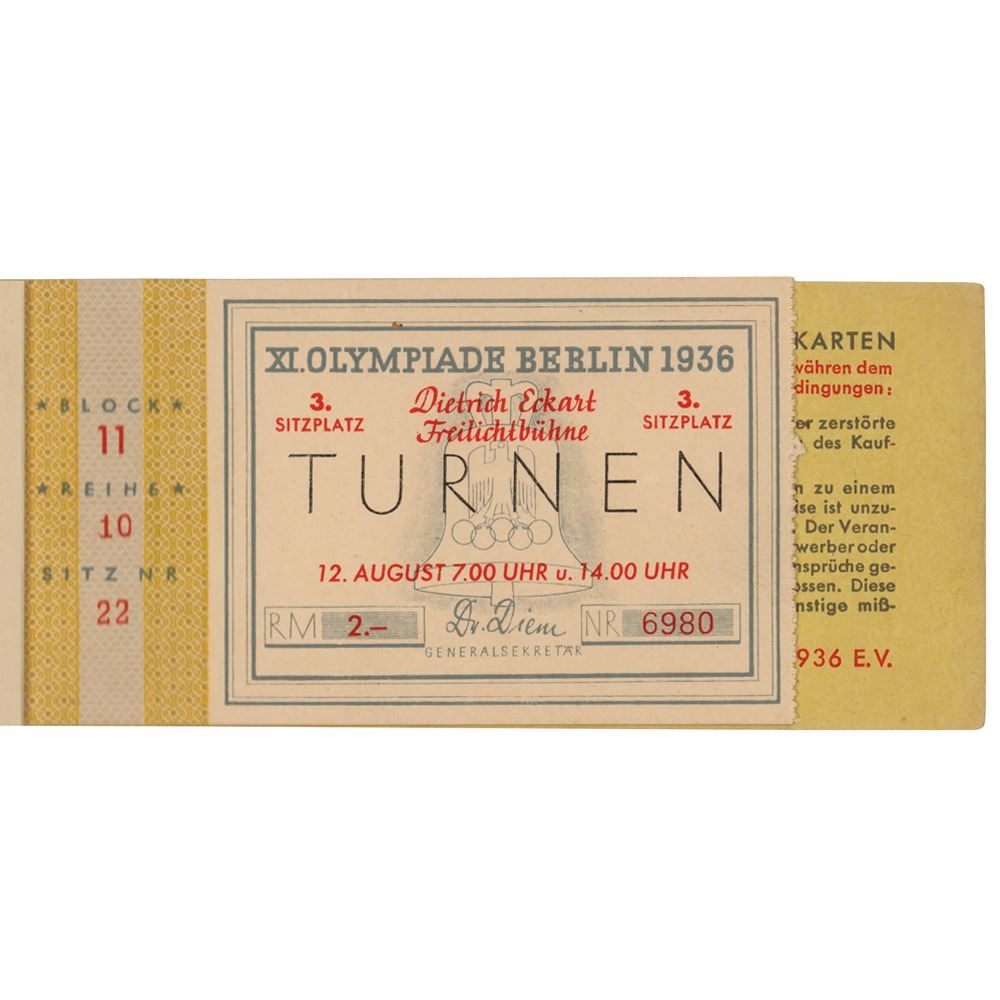 ★BLOCK★
11
★REIHE★
10
SITZ NR
22
XI. OLYMPIADE BERLIN 1936
3.
SITZPLATZ
Dietrich Eckart
Freilichtbühne
3.
SITZPLATZ
TURNEN
12. AUGUST 7.00 UHR u. 14.00 UHR
RM 2.–
Dr. Diem
GENERALSEKRETÄR
NR 6980
KARTEN
währen dem
dingungen:
er zerstörte
des Kauf-
n zu einem
ise ist unzu-
Der Veran-
werber oder
nsprüche ge-
ossen. Diese
nstige miß-
936 E.V.